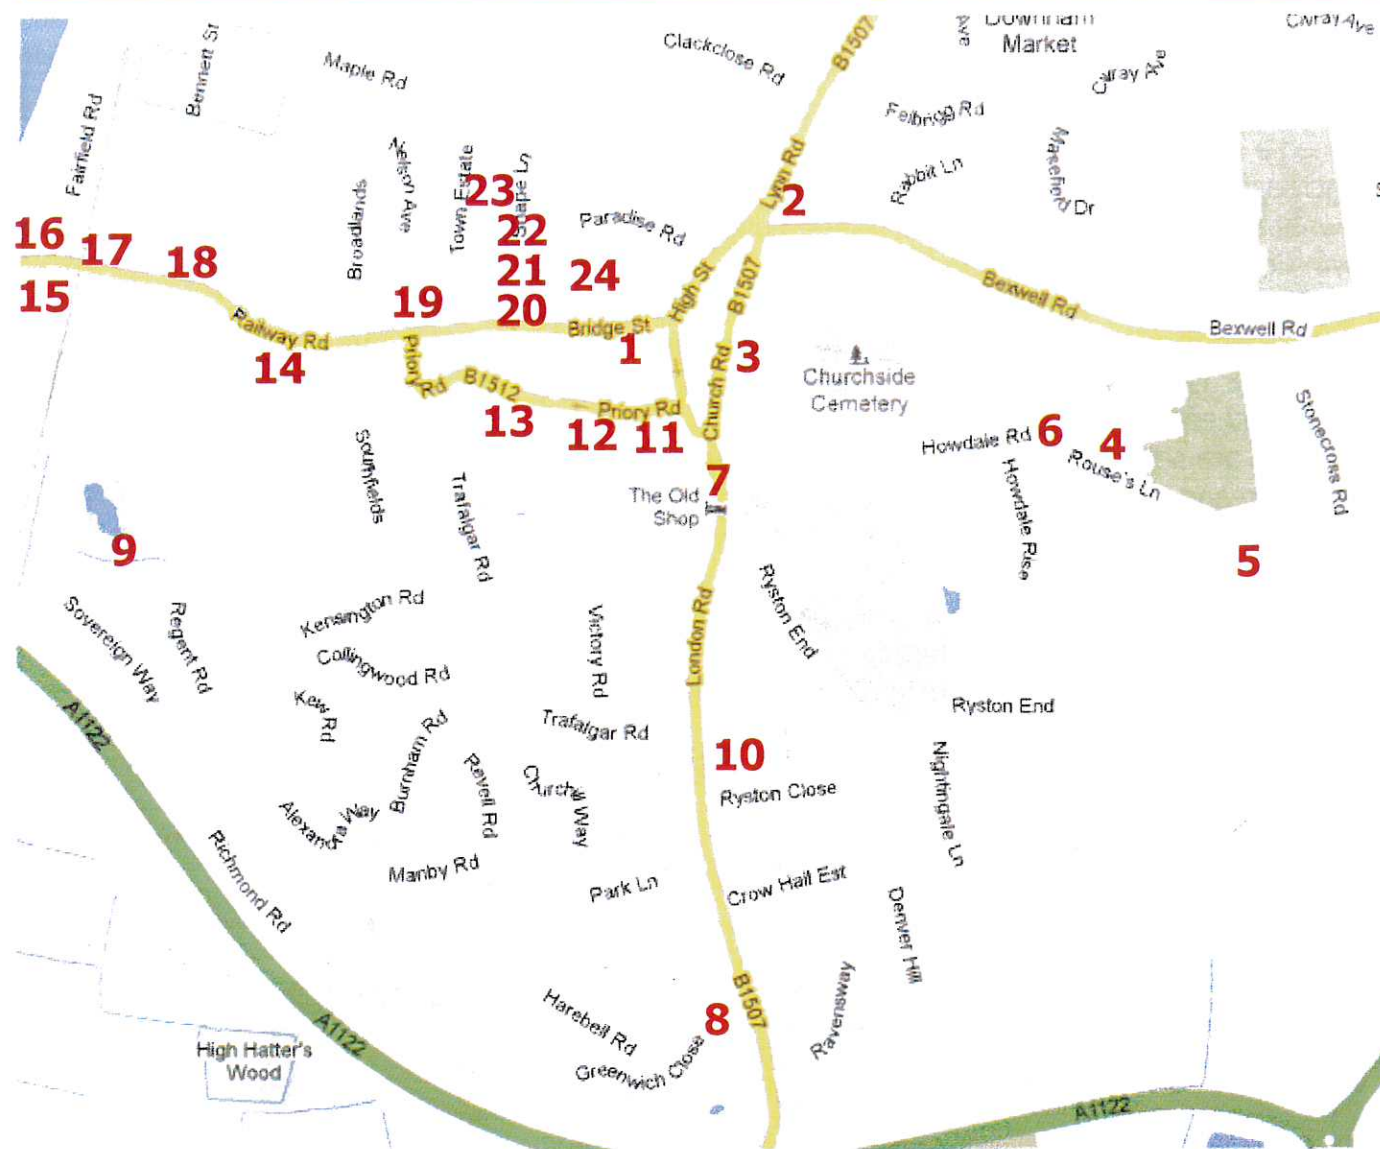 Downham
Market
Ave
Calray Ave
Bennett St
Maple Rd
Clackclose Rd
B1507
Fairfield Rd
Felbrigg Rd
Nelson Ave
Town Estate
Broadlands
23
Snape Ln
Lynn Rd
2
Rabbit Ln
Masefield Dr
16
17
18
15
22
Paradise Rd
21
24
19
20
High St
B1507
Bexwell Rd
Bexwell Rd
P
Railway Rd
14
Bridge St
1
3
Church Rd
Churchside
Cemetery
Priory Rd
B1512
13
Priory Rd
12
11
Howdale Rd
6
4
Rouse's Ln
Stonecross Rd
Southfields
Trafalgar Rd
7
The Old
Shop
Howdale Rise
9
5
Sovereign Way
Regent Rd
Kensington Rd
Collingwood Rd
Kew Rd
Victory Rd
London Rd
Ryston End
Ryston End
A1122
Burnham Rd
Trafalgar Rd
10
Revell Rd
Churchill Way
Ryston Close
Nightingale Ln
Alexandra Way
Richmond Rd
Manby Rd
Park Ln
Crow Hall Est
Denver Hill
A1122
High Hatter's
Wood
Harebell Rd
Greenwich Close
8
B1507
Ravensway
A1122